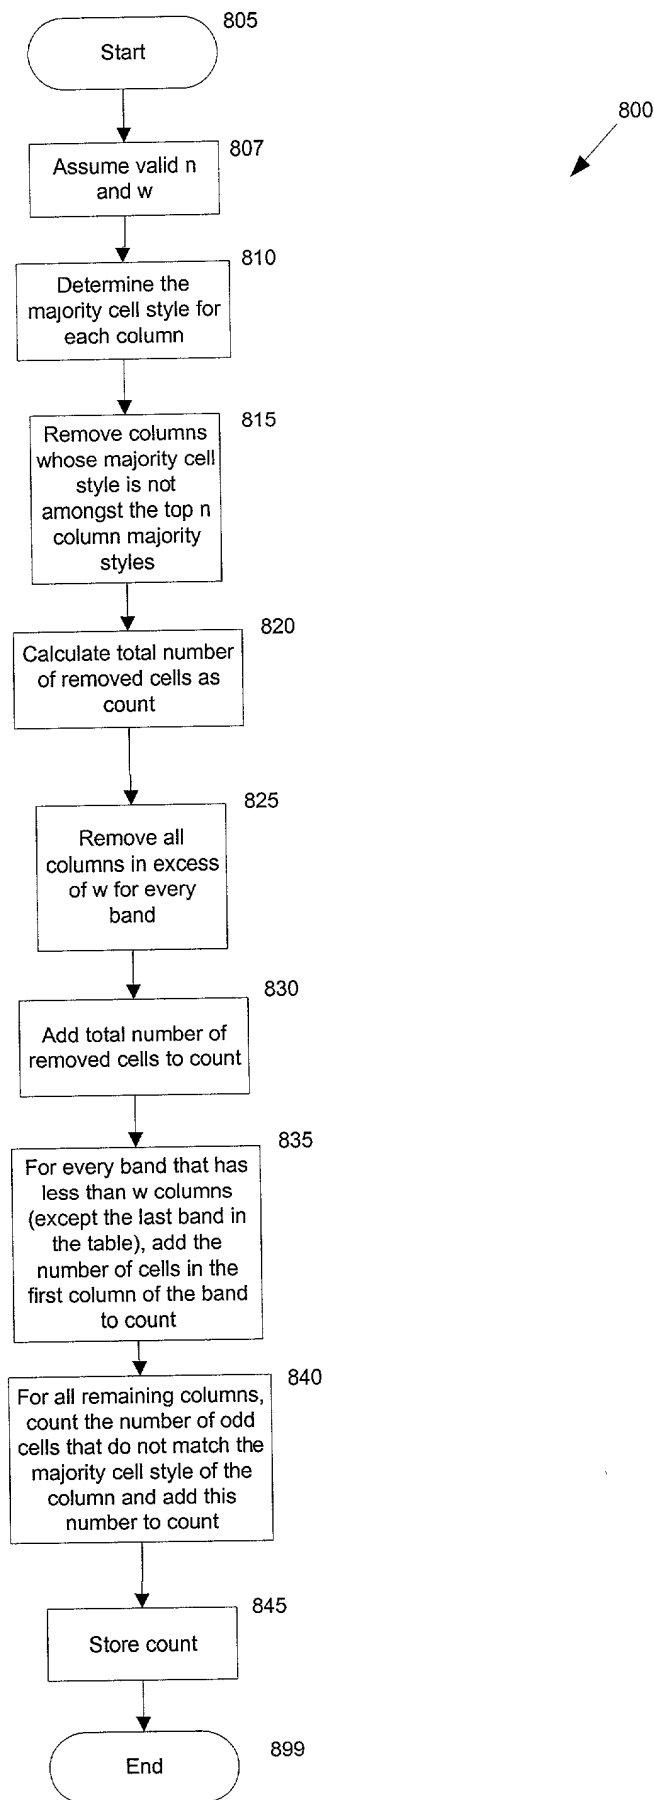 805
Start
800
807
Assume valid n
and w
810
Determine the
majority cell style for
each column
815
Remove columns
whose majority cell
style is not
amongst the top n
column majority
styles
820
Calculate total number
of removed cells as
count
825
Remove all
columns in excess
of w for every
band
830
Add total number of
removed cells to count
835
For every band that has
less than w columns
(except the last band in
the table), add the
number of cells in the
first column of the band
to count
840
For all remaining columns,
count the number of odd
cells that do not match the
majority cell style of the
column and add this
number to count
845
Store count
899
End